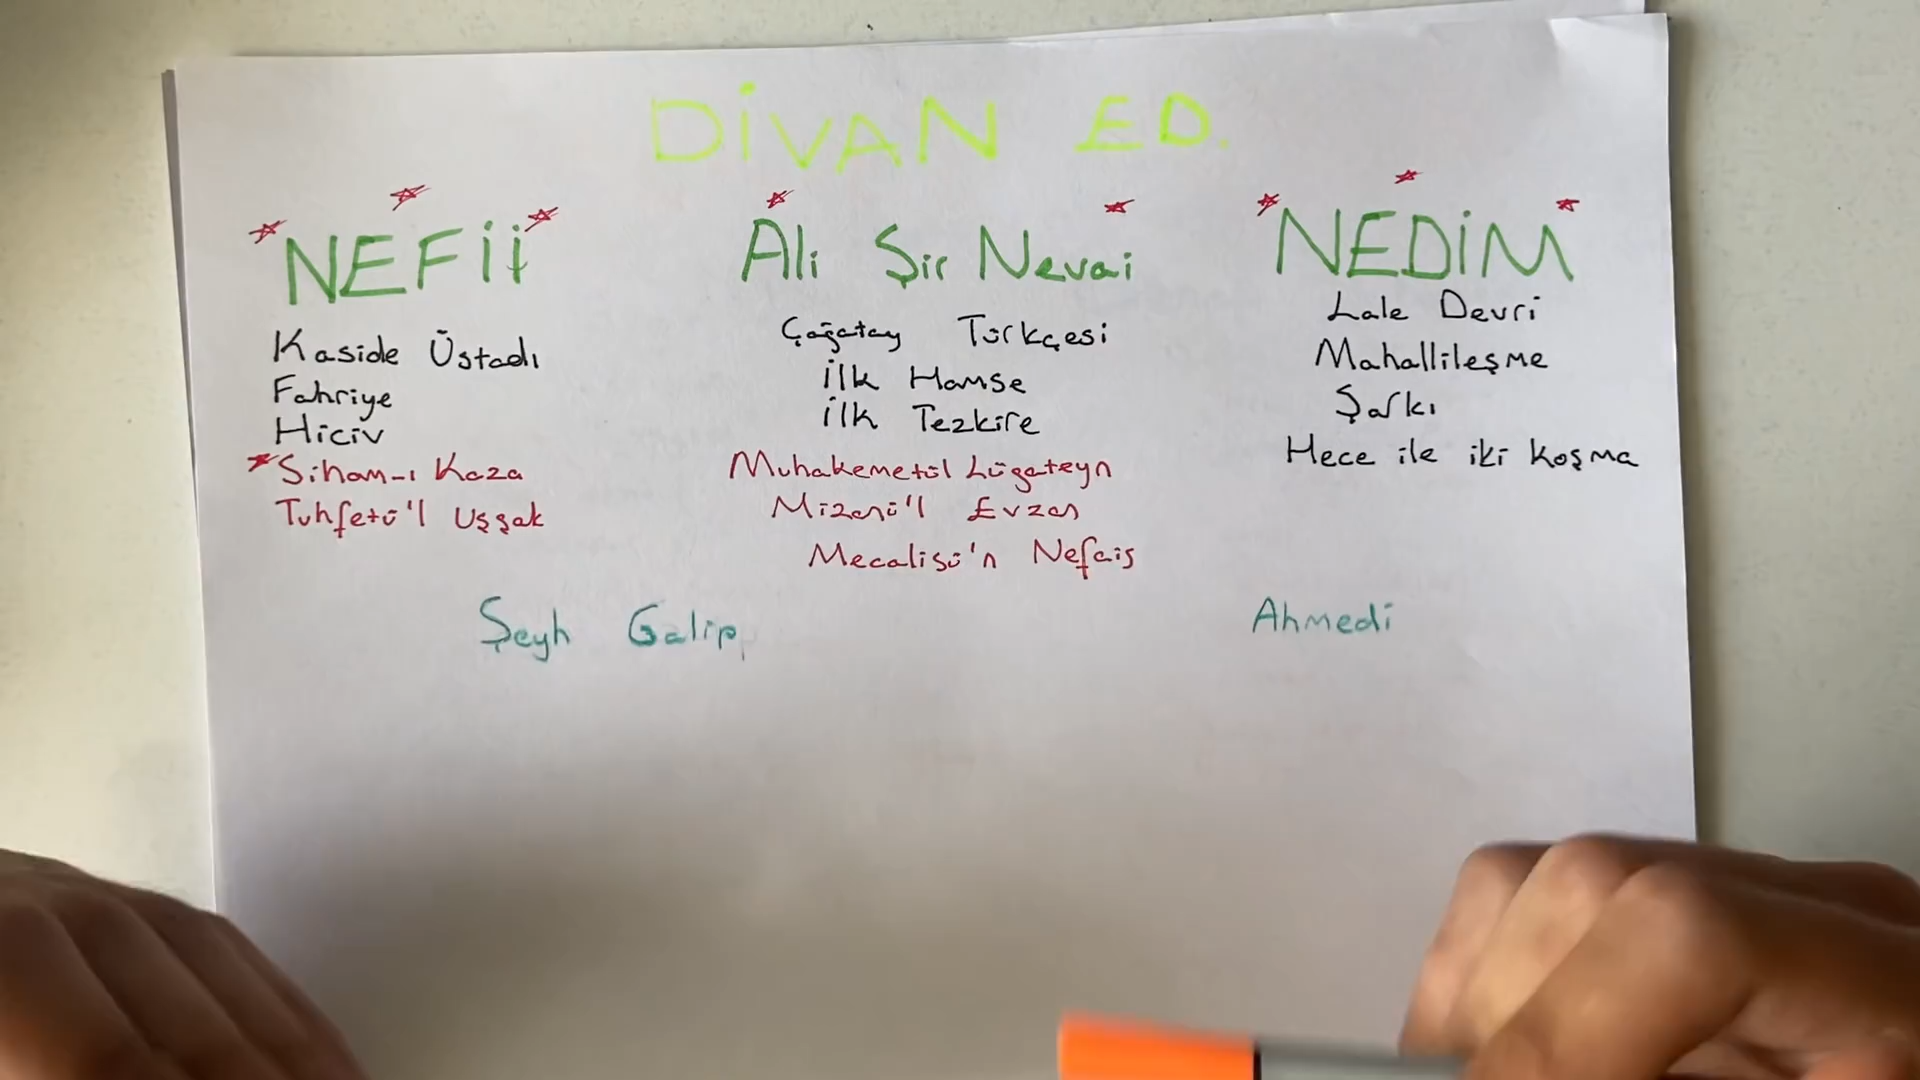 DİVAN ED.
NEFİİ
Kaside Üstadı
Fahriye
Hiciv
Siham-ı Kaza
Tuhfetü'l Uşşak
Ali Şir Nevai
Çağatay Türkçesi
İlk Hamse
İlk Tezkire
Muhakemetül Lügateyn
Mizanü'l Evzan
Mecalisü'n Nefais
NEDİM
Lale Devri
Mahallileşme
Şarkı
Hece ile iki koşma
Şeyh Galip
Ahmedi